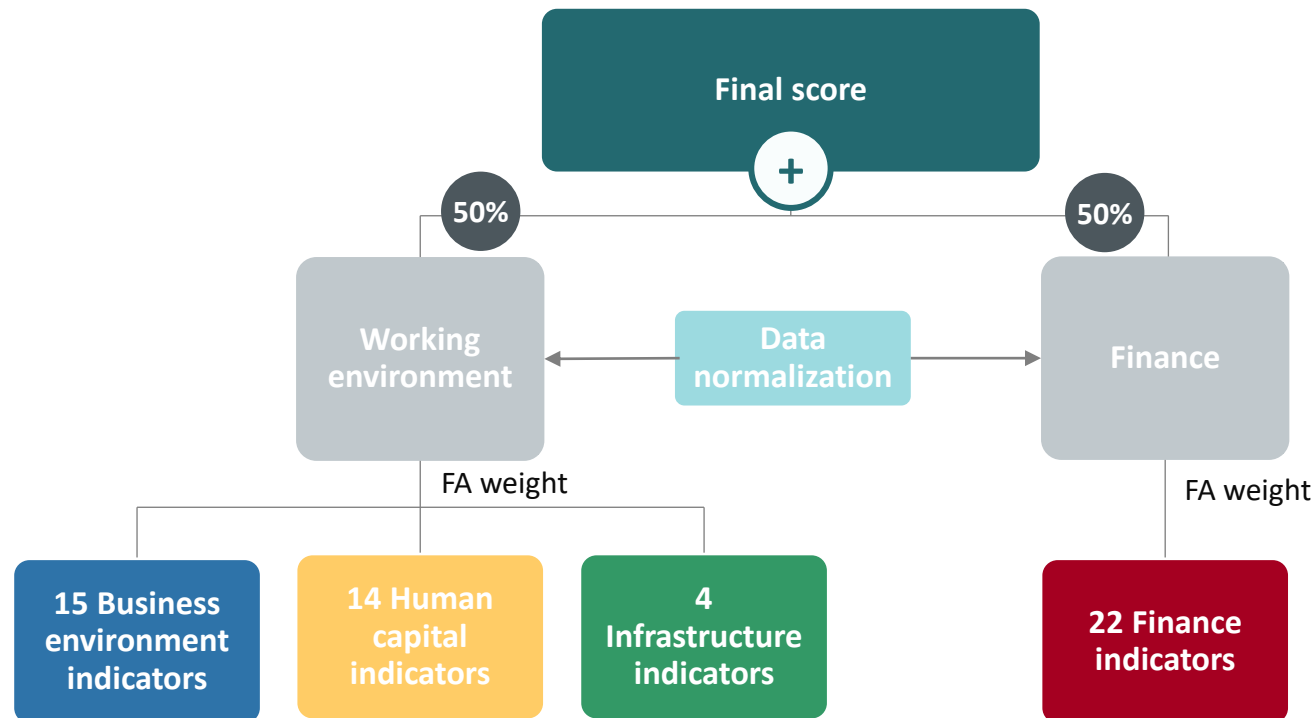 Final score
+
50%
50%
Working
environment
Data
normalization
Finance
FA weight
FA weight
15 Business
environment
indicators
14 Human
capital
indicators
4
Infrastructure
indicators
22 Finance
indicators